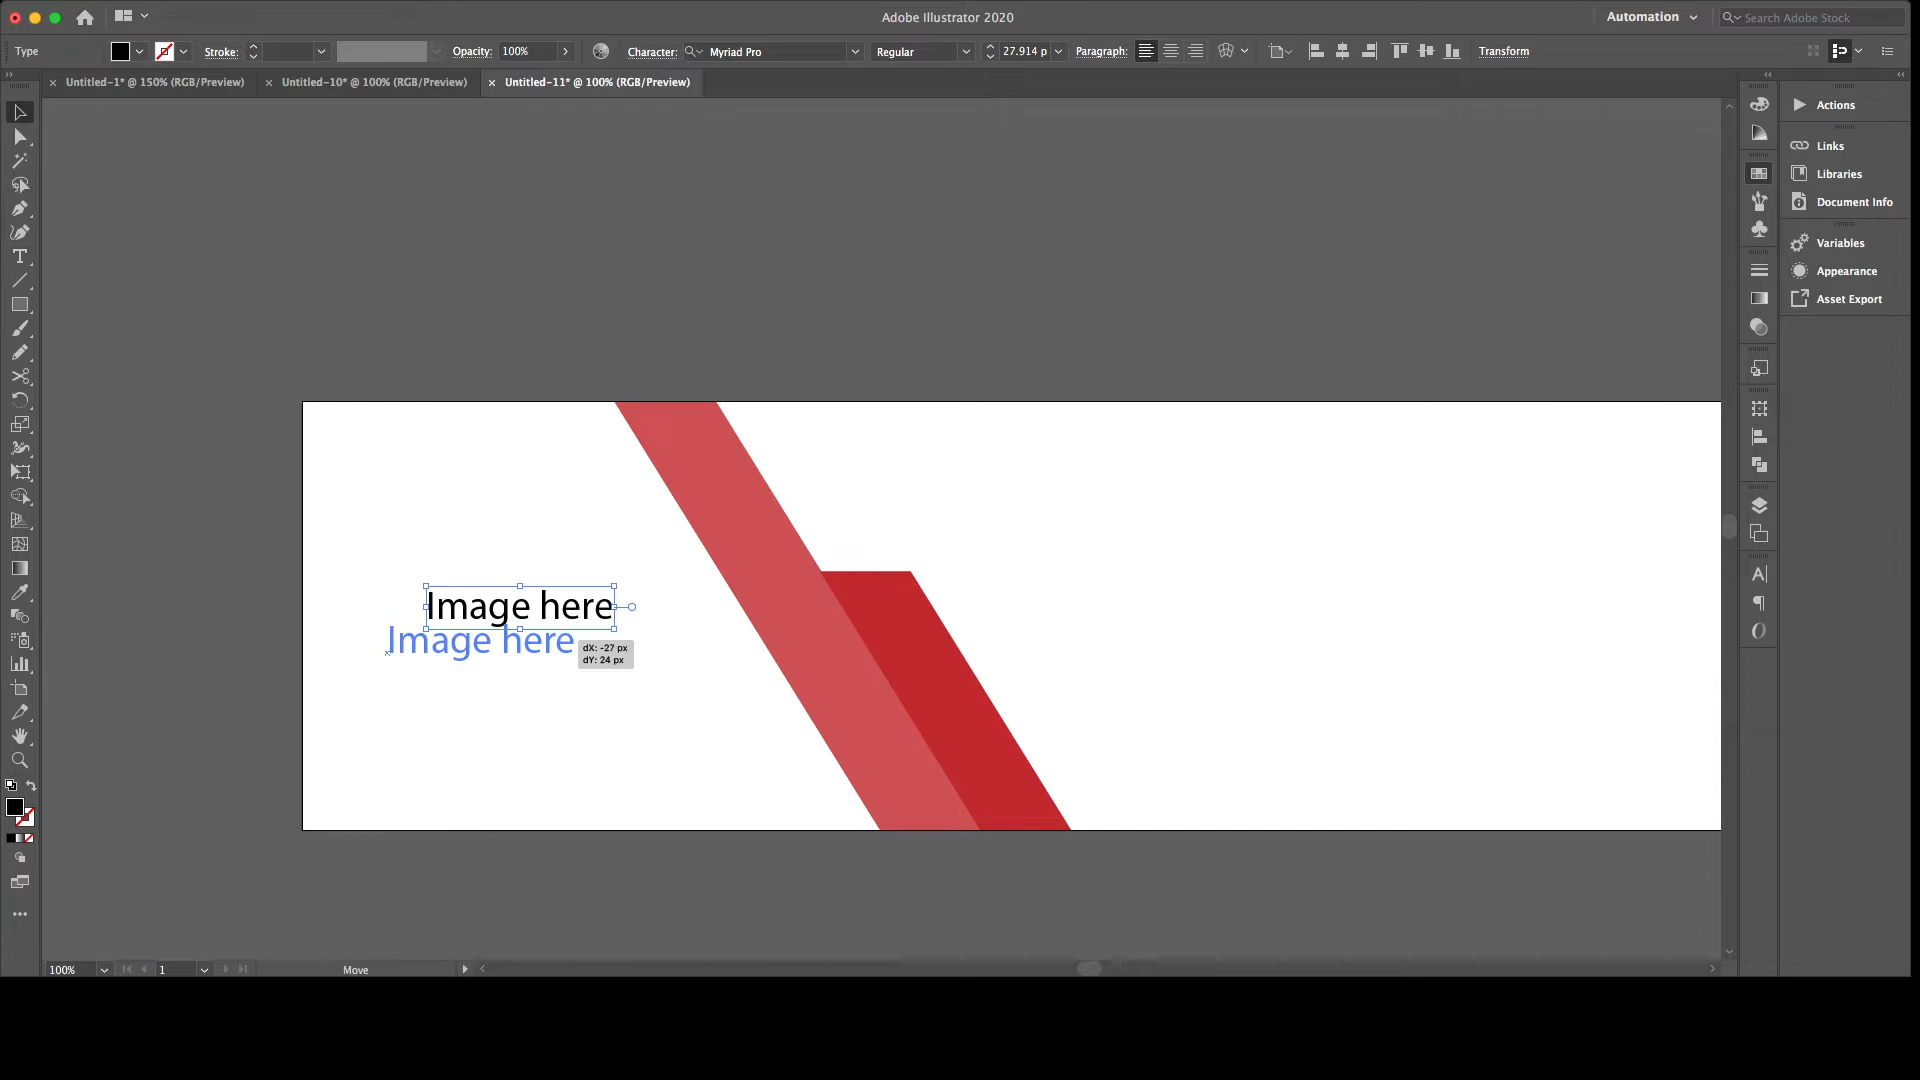 Adobe Illustrator 2020
Automation
Search Adobe Stock
Type
Stroke:
Opacity: 100%
Character: Myriad Pro
Regular
27.914 p
Paragraph:
Transform
Untitled-1* @ 150% (RGB/Preview)
Untitled-10* @ 100% (RGB/Preview)
Untitled-11* @ 100% (RGB/Preview)
Actions
Links
Libraries
Document Info
Variables
Appearance
Asset Export
Image here
Image here
dX: -27 px
dY: 24 px
100%
1
Move